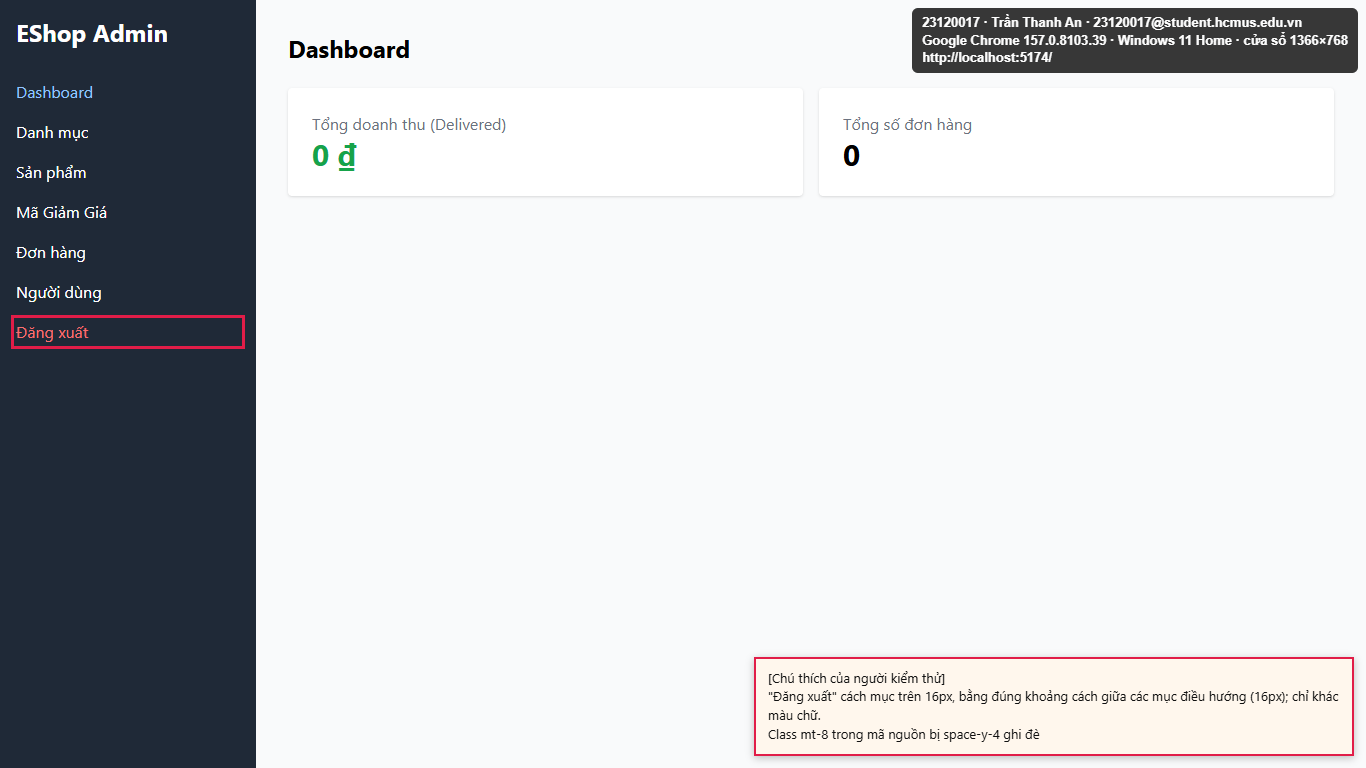 EShop Admin
Dashboard
Danh mục
Sản phẩm
Mã Giảm Giá
Đơn hàng
Người dùng
Đăng xuất
Dashboard
23120017 · Trần Thanh An · 23120017@student.hcmus.edu.vn
Google Chrome 157.0.8103.39 · Windows 11 Home · cửa sổ 1366×768
http://localhost:5174/
Tổng doanh thu (Delivered)
0 ₫
Tổng số đơn hàng
0
[Chú thích của người kiểm thử]
"Đăng xuất" cách mục trên 16px, bằng đúng khoảng cách giữa các mục điều hướng (16px); chỉ khác
màu chữ.
Class mt-8 trong mã nguồn bị space-y-4 ghi đè